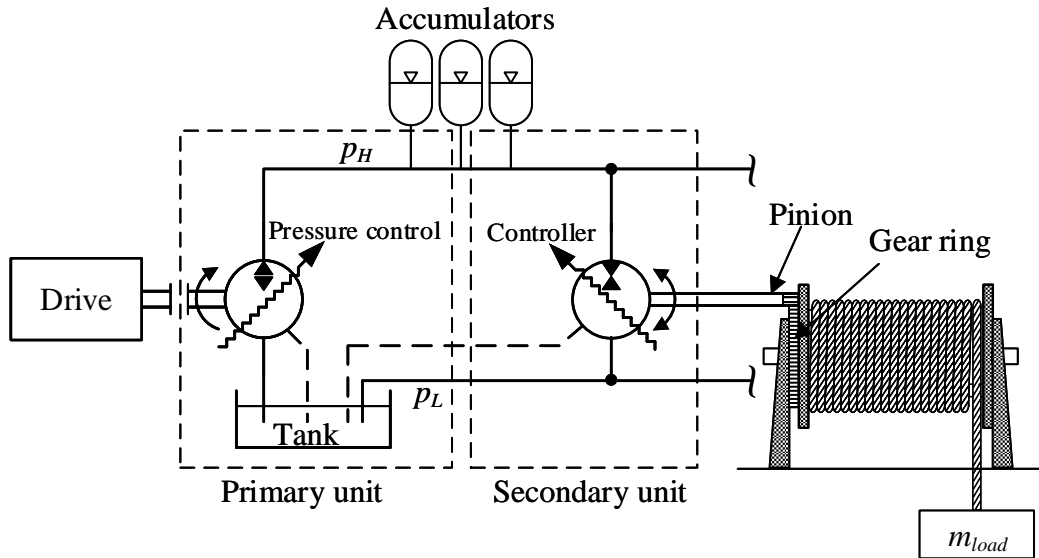 Accumulators
p_H
Pressure control
Controller
Pinion
Gear ring
Drive
p_L
Tank
Primary unit
Secondary unit
m_load